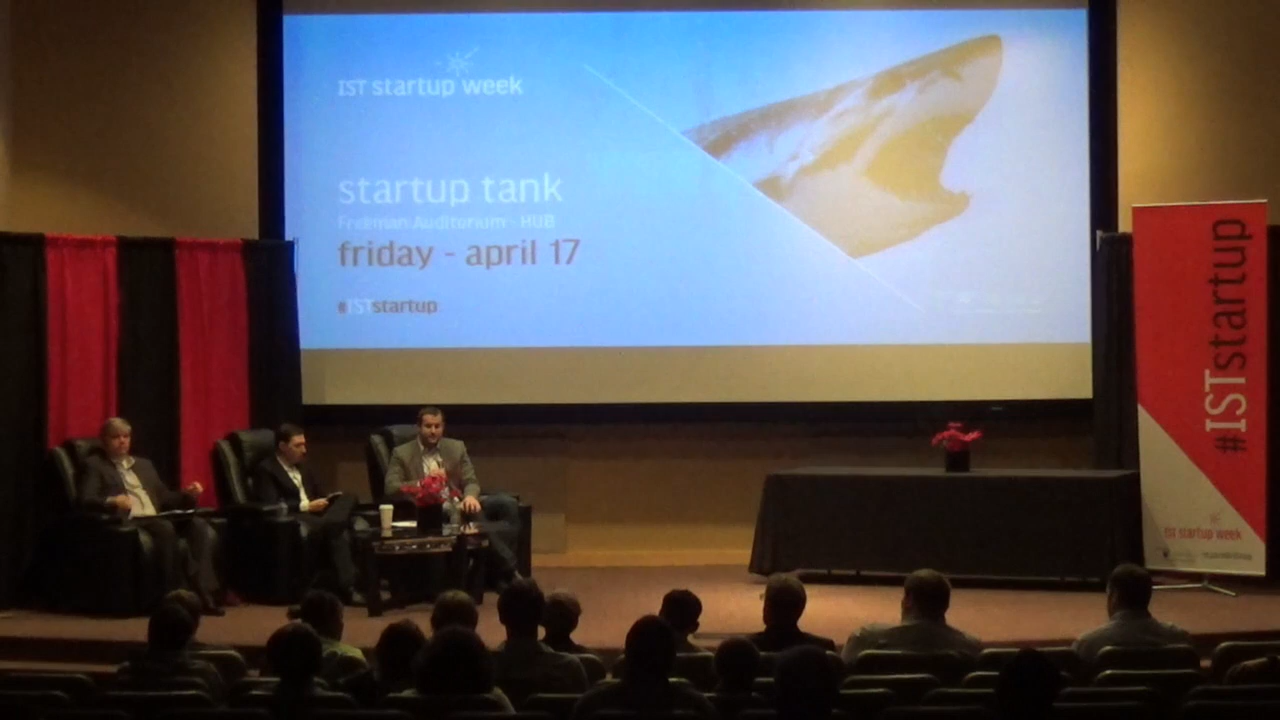 IST startup week
startup tank
Freeman Auditorium - HUB
friday - april 17
#ISTstartup
#ISTstartup
IST startup week